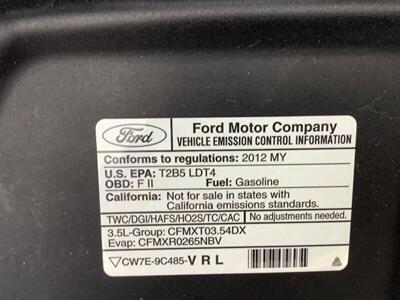 Ford
Ford Motor Company
VEHICLE EMISSION CONTROL INFORMATION
Conforms to regulations: 2012 MY
U.S. EPA: T2B5 LDT4
OBD: F II Fuel: Gasoline
California: Not for sale in states with
California emissions standards.
TWC/DGI/HAFS/HO2S/TC/CAC No adjustments needed.
3.5L-Group: CFMXT03.54DX
Evap: CFMXR0265NBV
CW7E-9C485-V R L